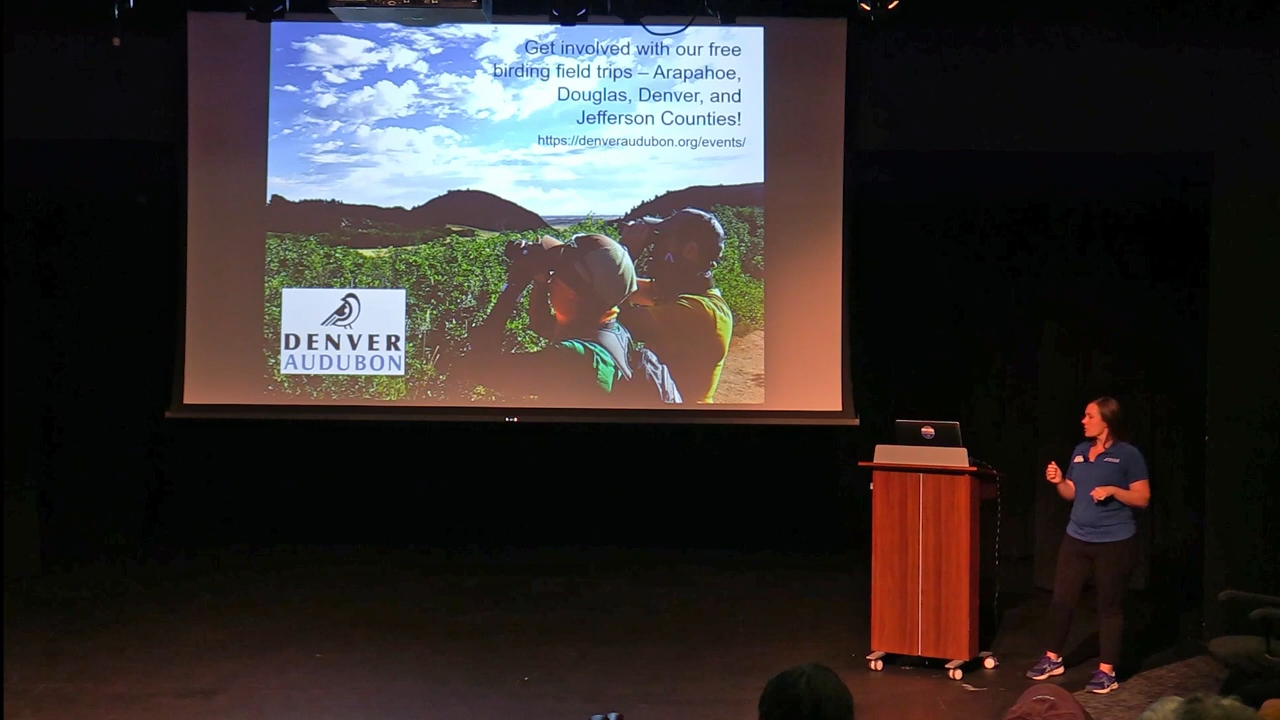 Get involved with our free
birding field trips – Arapahoe,
Douglas, Denver, and
Jefferson Counties!
https://denveraudubon.org/events/
DENVER
AUDUBON